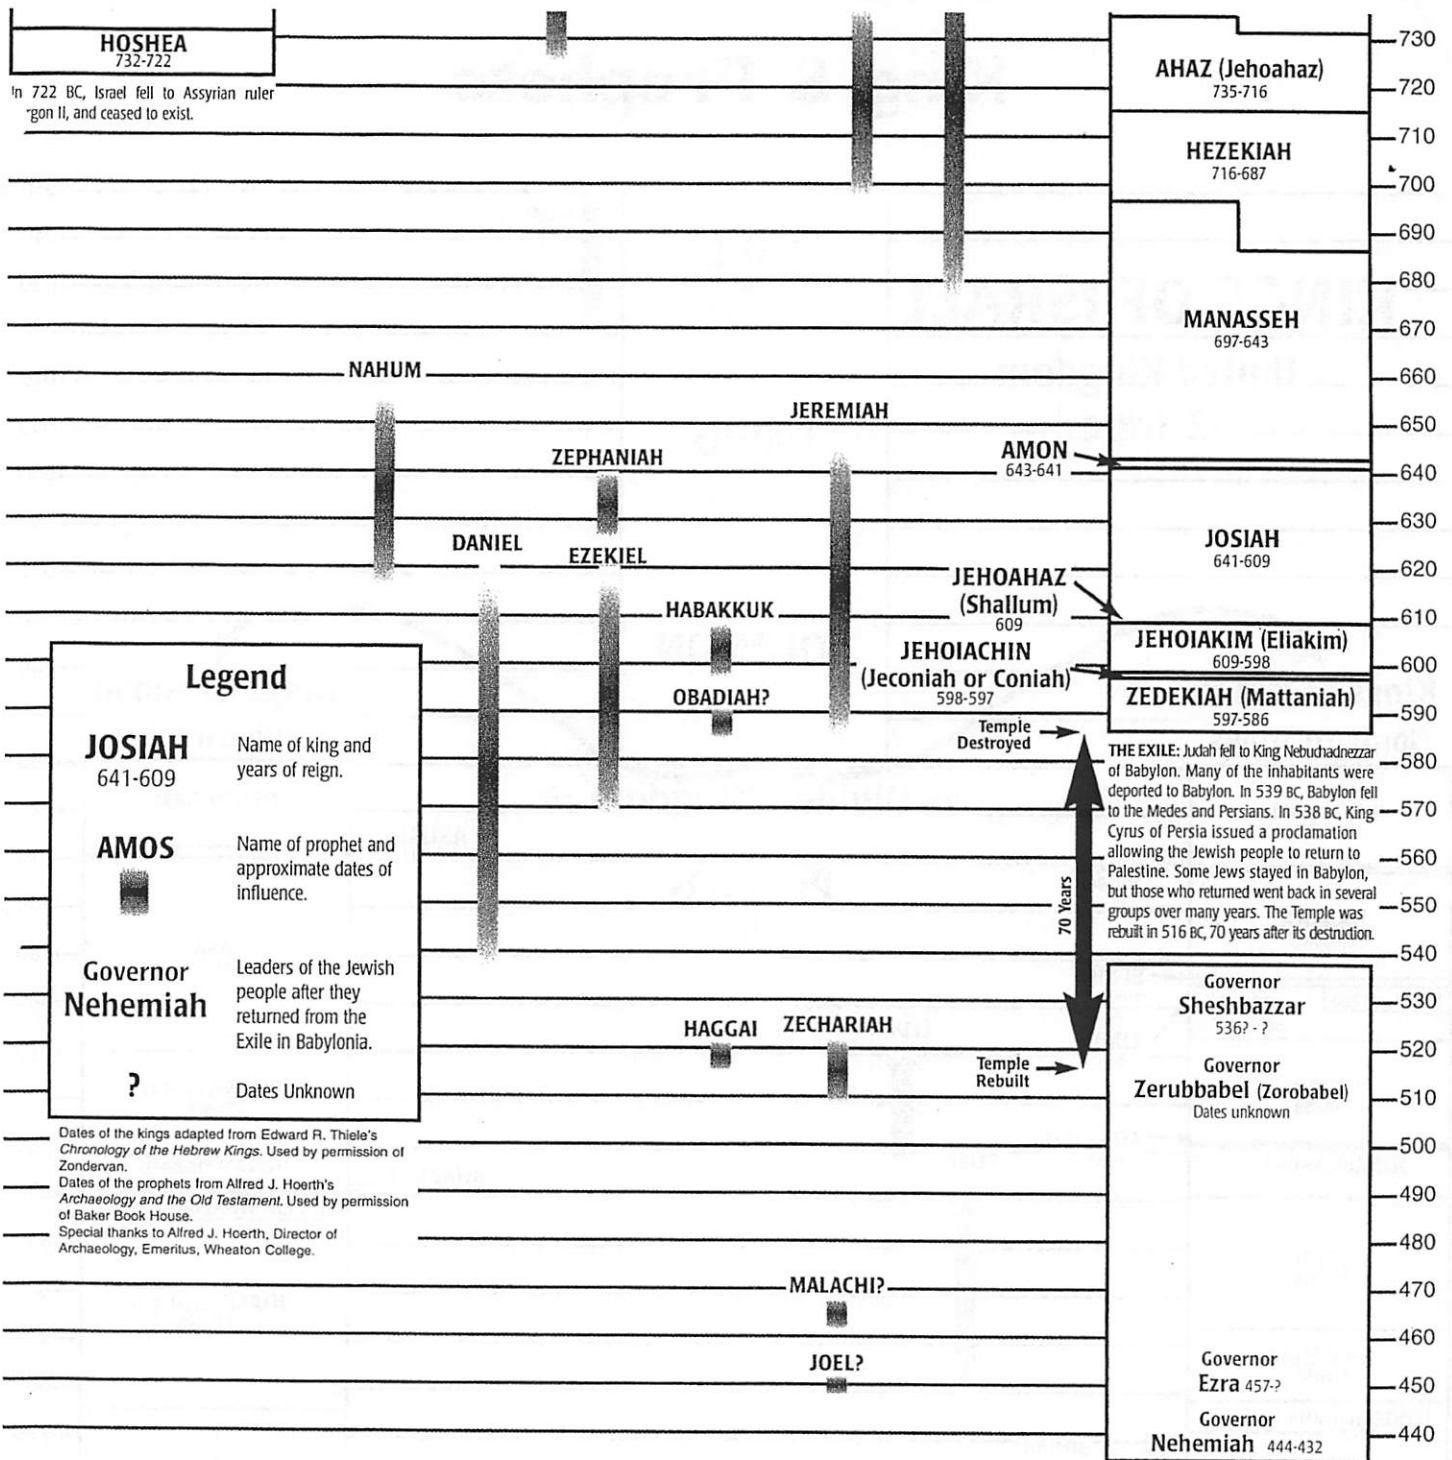 HOSHEA
732-722
In 722 BC, Israel fell to Assyrian ruler
rgon II, and ceased to exist.
AHAZ (Jehoahaz)
735-716
HEZEKIAH
716-687
MANASSEH
697-643
AMON
643-641
JOSIAH
641-609
JEHOAHAZ
(Shallum)
609
JEHOIAKIM (Eliakim)
609-598
JEHOIACHIN
(Jeconiah or Coniah)
598-597
ZEDEKIAH (Mattaniah)
597-586
NAHUM
JEREMIAH
ZEPHANIAH
DANIEL
EZEKIEL
HABAKKUK
OBADIAH?
Temple
Destroyed
70 Years
THE EXILE: Judah fell to King Nebuchadnezzar
of Babylon. Many of the inhabitants were
deported to Babylon. In 539 BC, Babylon fell
to the Medes and Persians. In 538 BC, King
Cyrus of Persia issued a proclamation
allowing the Jewish people to return to
Palestine. Some Jews stayed in Babylon,
but those who returned went back in several
groups over many years. The Temple was
rebuilt in 516 BC, 70 years after its destruction.
HAGGAI
ZECHARIAH
Temple
Rebuilt
Governor
Sheshbazzar
536? - ?
Governor
Zerubbabel (Zorobabel)
Dates unknown
MALACHI?
JOEL?
Governor
Ezra 457-?
Governor
Nehemiah 444-432
Legend
JOSIAH
641-609
Name of king and
years of reign.
AMOS
Name of prophet and
approximate dates of
influence.
Governor
Nehemiah
Leaders of the Jewish
people after they
returned from the
Exile in Babylonia.
?
Dates Unknown
Dates of the kings adapted from Edward R. Thiele's
Chronology of the Hebrew Kings. Used by permission of
Zondervan.
Dates of the prophets from Alfred J. Hoerth's
Archaeology and the Old Testament. Used by permission
of Baker Book House.
Special thanks to Alfred J. Hoerth, Director of
Archaeology, Emeritus, Wheaton College.
730
720
710
700
690
680
670
660
650
640
630
620
610
600
590
580
570
560
550
540
530
520
510
500
490
480
470
460
450
440